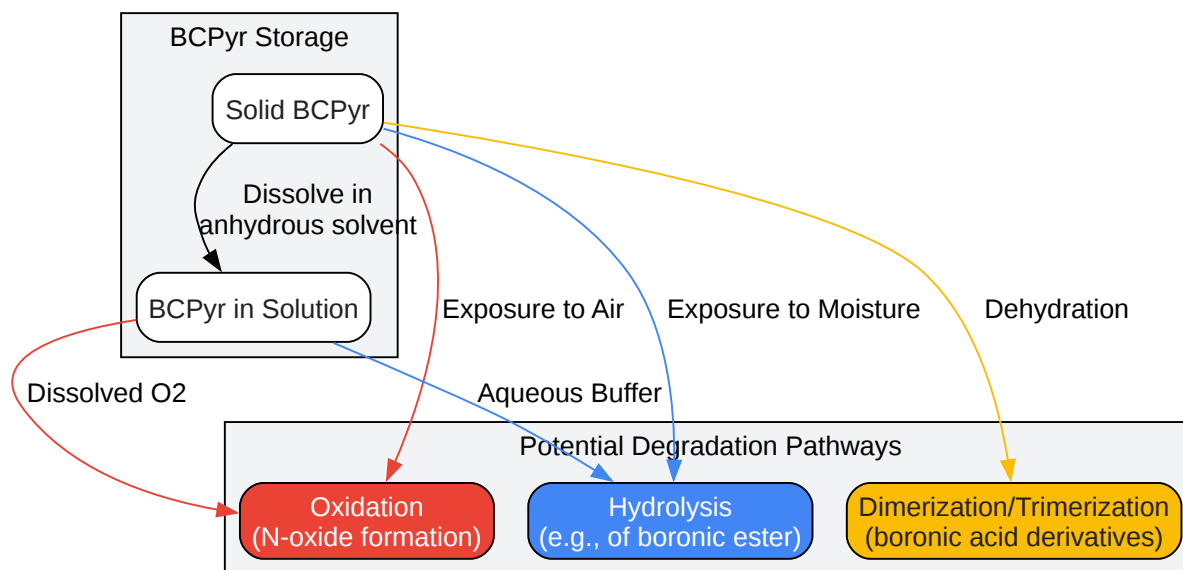 BCPyr Storage
Solid BCPyr
Dissolve in
anhydrous solvent
BCPyr in Solution
Exposure to Air
Exposure to Moisture
Dehydration
Dissolved O2
Aqueous Buffer
Potential Degradation Pathways
Oxidation
(N-oxide formation)
Hydrolysis
(e.g., of boronic ester)
Dimerization/Trimerization
(boronic acid derivatives)